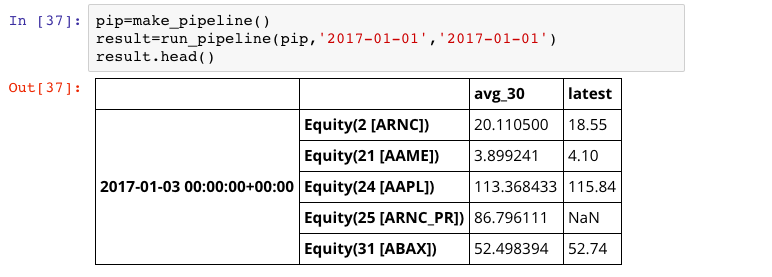 In [37]: pip=make_pipeline()
result=run_pipeline(pip,'2017-01-01','2017-01-01')
result.head()
Out[37]:
avg_30 latest
Equity(2 [ARNC]) 20.110500 18.55
Equity(21 [AAME]) 3.899241 4.10
2017-01-03 00:00:00+00:00 Equity(24 [AAPL]) 113.368433 115.84
Equity(25 [ARNC_PR]) 86.796111 NaN
Equity(31 [ABAX]) 52.498394 52.74